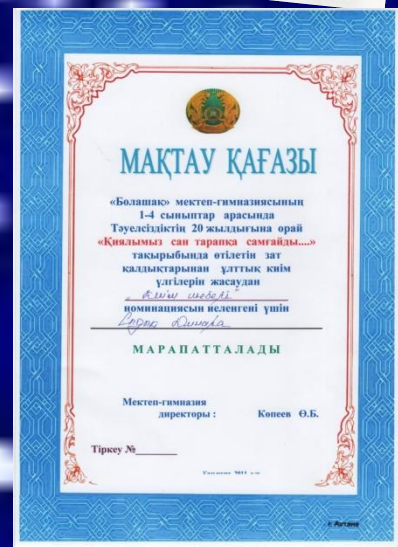 МАҚТАУ ҚАҒАЗЫ
«Болашақ» мектеп-гимназиясының
1-4 сыныптар арасында
Тәуелсіздіктің 20 жылдығына орай
«Қиялымыз сан тарапқа самғайды....»
тақырыбында өтілетін зат
қалдықтарынан ұлттық киім
үлгілерін жасаудан
номинациясын иеленгені үшін
МАРАПАТТАЛАДЫ
Мектеп-гимназия
директоры : Көпеев Ө.Б.
Тіркеу №
г. Астана